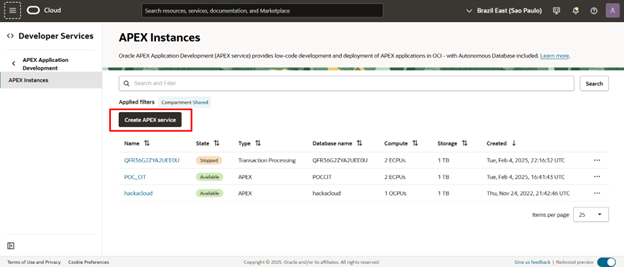 Cloud
Search resources, services, documentation, and Marketplace
Brazil East (Sao Paulo)
Developer Services
APEX Application
Development
APEX Instances
APEX Instances
Oracle APEX Application Development (APEX service) provides low-code development and deployment of APEX applications in OCI - with Autonomous Database included. Learn more.
Search and Filter
Search
Applied filters Compartment Shared
Create APEX service
Name State Type Database name Compute Storage Created
QFR36G2ZYA2UEE0U Stopped Transaction Processing QFR36G2ZYA2UEE0U 2 ECPUs 1 TB Tue, Feb 4, 2025, 22:16:32 UTC
POC_CIT Available APEX POCCIT 2 ECPUs 1 TB Tue, Feb 4, 2025, 16:41:43 UTC
hackacloud Available APEX hackacloud 1 OCPUs 1 TB Thu, Nov 24, 2022, 21:42:46 UTC
Items per page 25
Terms of Use and Privacy Cookie Preferences Copyright © 2025, Oracle and/or its affiliates. All rights reserved. Give us feedback | Redwood preview